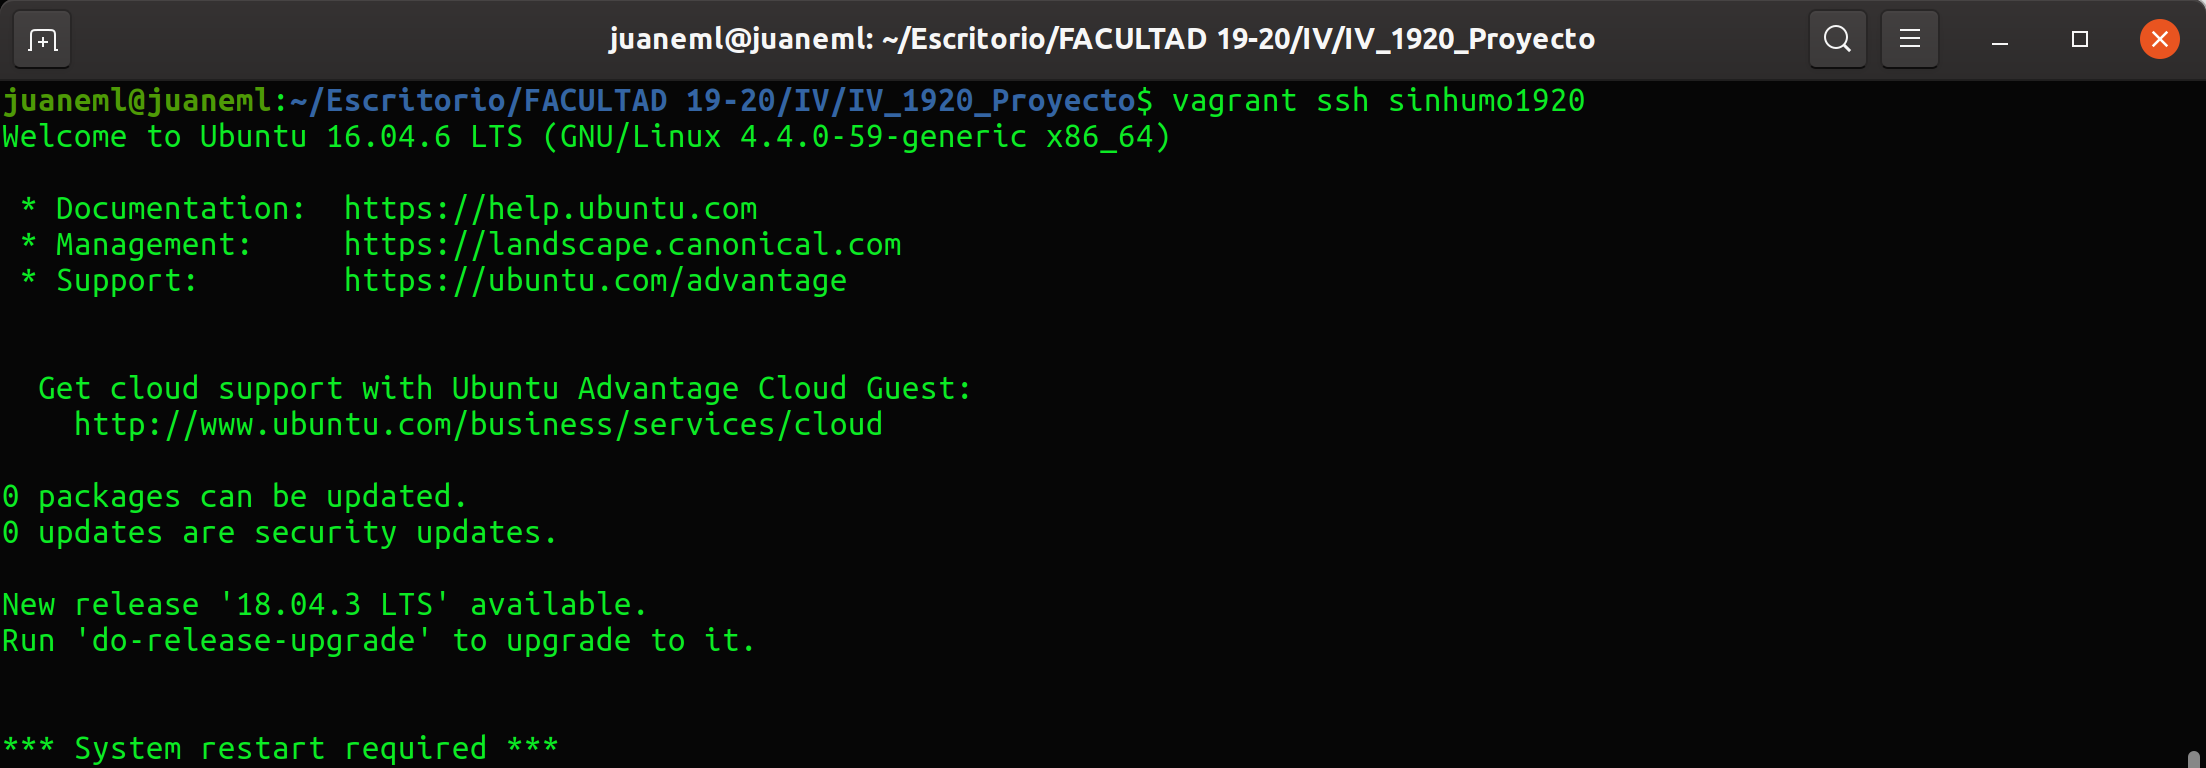 juaneml@juaneml: ~/Escritorio/FACULTAD 19-20/IV/IV_1920_Proyecto
juaneml@juaneml:~/Escritorio/FACULTAD 19-20/IV/IV_1920_Proyecto$ vagrant ssh sinhumo1920
Welcome to Ubuntu 16.04.6 LTS (GNU/Linux 4.4.0-59-generic x86_64)

 * Documentation:  https://help.ubuntu.com
 * Management:     https://landscape.canonical.com
 * Support:        https://ubuntu.com/advantage

  Get cloud support with Ubuntu Advantage Cloud Guest:
    http://www.ubuntu.com/business/services/cloud

0 packages can be updated.
0 updates are security updates.

New release '18.04.3 LTS' available.
Run 'do-release-upgrade' to upgrade to it.

*** System restart required ***